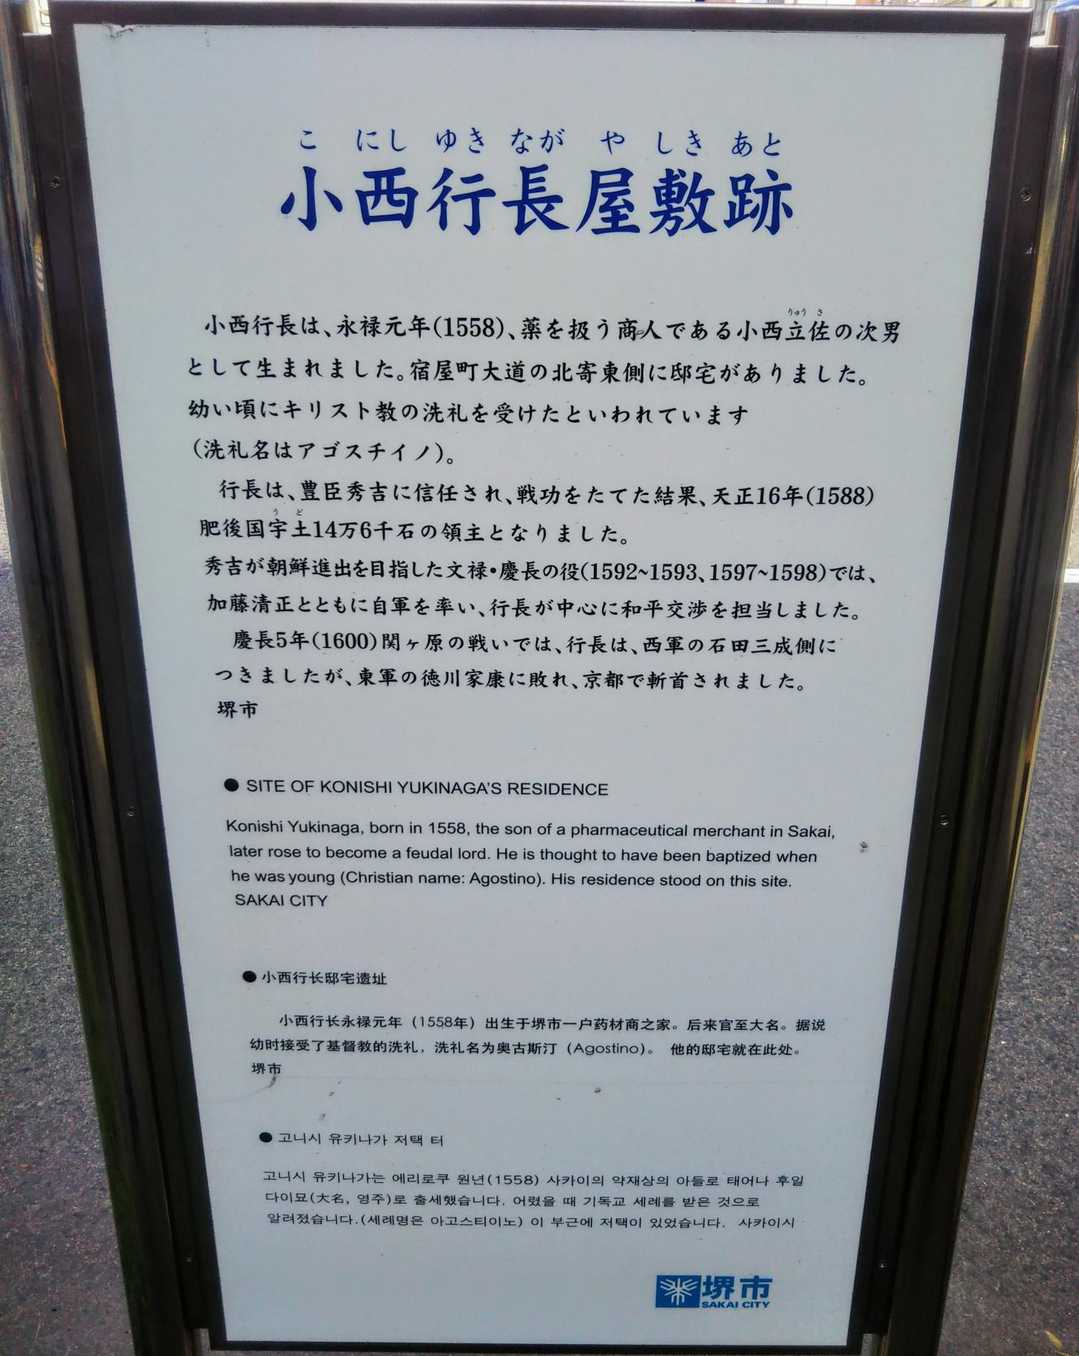 こ にし ゆき なが や しき あと
小西行長屋敷跡
りゅう さ
小西行長は、永禄元年(1558)、薬を扱う商人である小西立佐の次男
として生まれました。宿屋町大道の北寄東側に邸宅がありました。
幼い頃にキリスト教の洗礼を受けたといわれています
(洗礼名はアゴスチイノ)。
行長は、豊臣秀吉に信任され、戦功をたてた結果、天正16年(1588)
う ど
肥後国宇土14万6千石の領主となりました。
秀吉が朝鮮進出を目指した文禄・慶長の役(1592~1593、1597~1598)では、
加藤清正とともに自軍を率い、行長が中心に和平交渉を担当しました。
慶長5年(1600)関ヶ原の戦いでは、行長は、西軍の石田三成側に
つきましたが、東軍の徳川家康に敗れ、京都で斬首されました。
堺市
● SITE OF KONISHI YUKINAGA'S RESIDENCE
Konishi Yukinaga, born in 1558, the son of a pharmaceutical merchant in Sakai,
later rose to become a feudal lord. He is thought to have been baptized when
he was young (Christian name: Agostino). His residence stood on this site.
SAKAI CITY
● 小西行长邸宅遗址
小西行长永禄元年（1558年）出生于堺市一户药材商之家。后来官至大名。据说
幼时接受了基督教的洗礼，洗礼名为奥古斯汀（Agostino)。 他的邸宅就在此处。
堺市
● 고니시 유키나가 저택 터
고니시 유키나가는 에리로쿠 원년(1558) 사카이의 약재상의 아들로 태어나 후일
다이묘(大名, 영주)로 출세했습니다. 어렸을 때 기독교 세례를 받은 것으로
알려졌습니다.(세례명은 아고스티이노) 이 부근에 저택이 있었습니다. 사카이시
堺市
SAKAI CITY